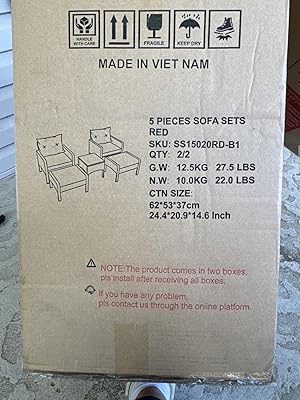 HANDLE
WITH CARE
FRAGILE
KEEP DRY
MADE IN VIET NAM
5 PIECES SOFA SETS
RED
SKU: SS15020RD-B1
QTY: 2/2
G.W: 12.5KG 27.5 LBS
N.W: 10.0KG 22.0 LBS
CTN SIZE:
62*53*37cm
24.4*20.9*14.6 Inch
NOTE:The product comes in two boxes,
pls install after receiving all boxes.
If you have any problem,
pls contact us through the online platform.